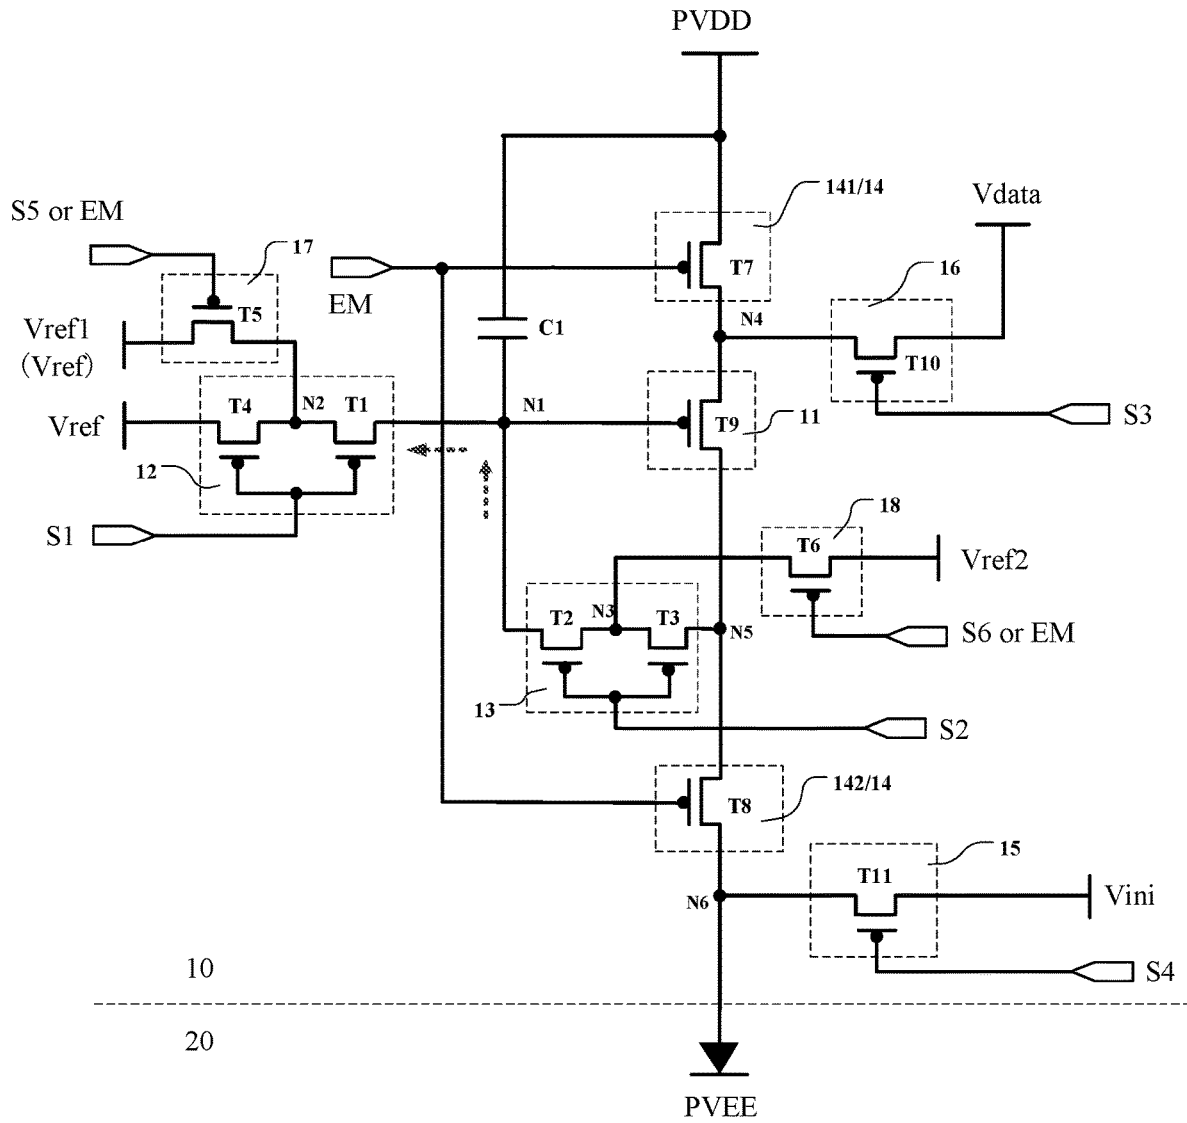 PVDD
141/14
Vdata
S5 or EM
17
16
T7
EM
T5
N4
Vref1
(Vref)
C1
T10
T4
N2
T1
N1
T9
11
S3
Vref
12
18
S1
T6
Vref2
T2
N3
T3
N5
S6 or EM
13
S2
142/14
T8
15
T11
N6
Vini
10
S4
20
PVEE